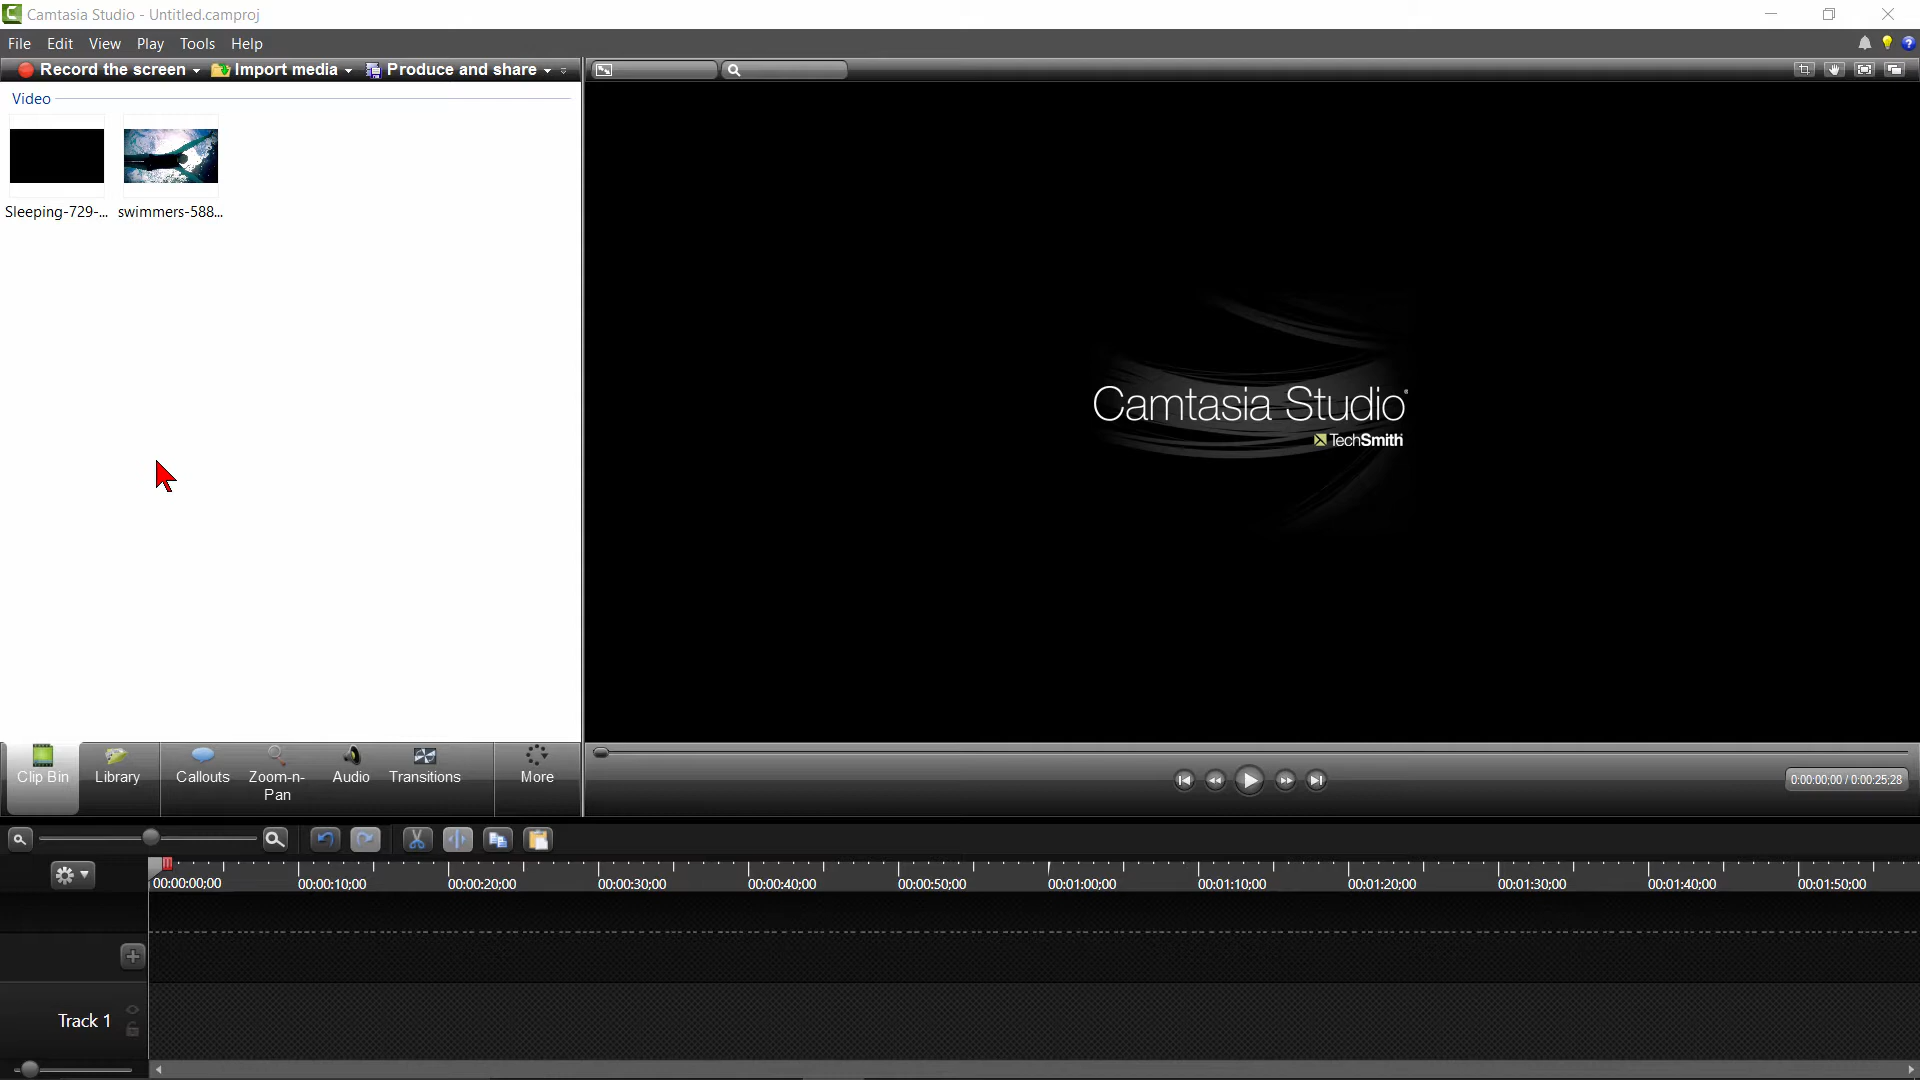 Camtasia Studio - Untitled.camproj
File Edit View Play Tools Help
Record the screen Import media Produce and share
Video
Sleeping-729-... swimmers-588...
Camtasia Studio®
TechSmith
Clip Bin Library Callouts Zoom-n-Pan Audio Transitions More
0:00:00;00 / 0:00:25;28
00:00:00;00 00:00:10;00 00:00:20;00 00:00:30;00 00:00:40;00 00:00:50;00 00:01:00;00 00:01:10;00 00:01:20;00 00:01:30;00 00:01:40;00 00:01:50;00
Track 1